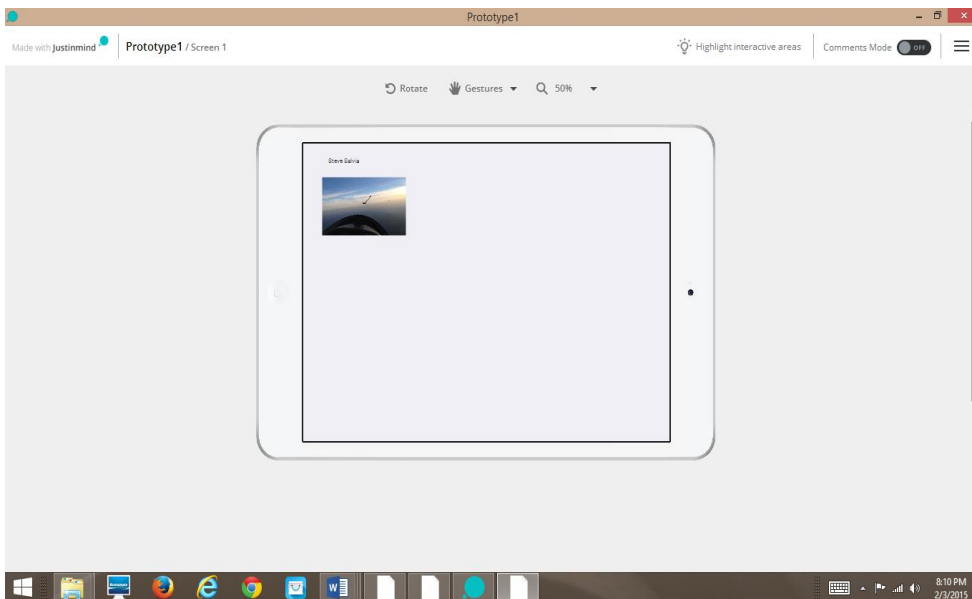 Prototype1
Made with Justinmind
Prototype1 / Screen 1
Highlight interactive areas
Comments Mode OFF
Rotate
Gestures
50%
Steve Salvia
8:10 PM
2/3/2015